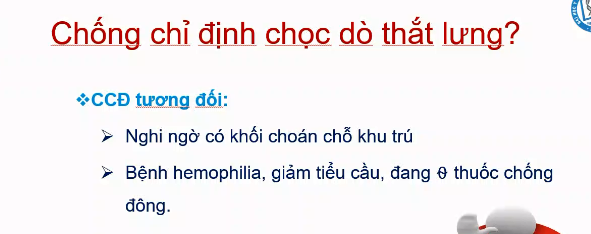 Chống chỉ định chọc dò thắt lưng?
❖CCĐ tương đối:
➢ Nghi ngờ có khối choán chỗ khu trú
➢ Bệnh hemophilia, giảm tiểu cầu, đang ϑ thuốc chống
đông.